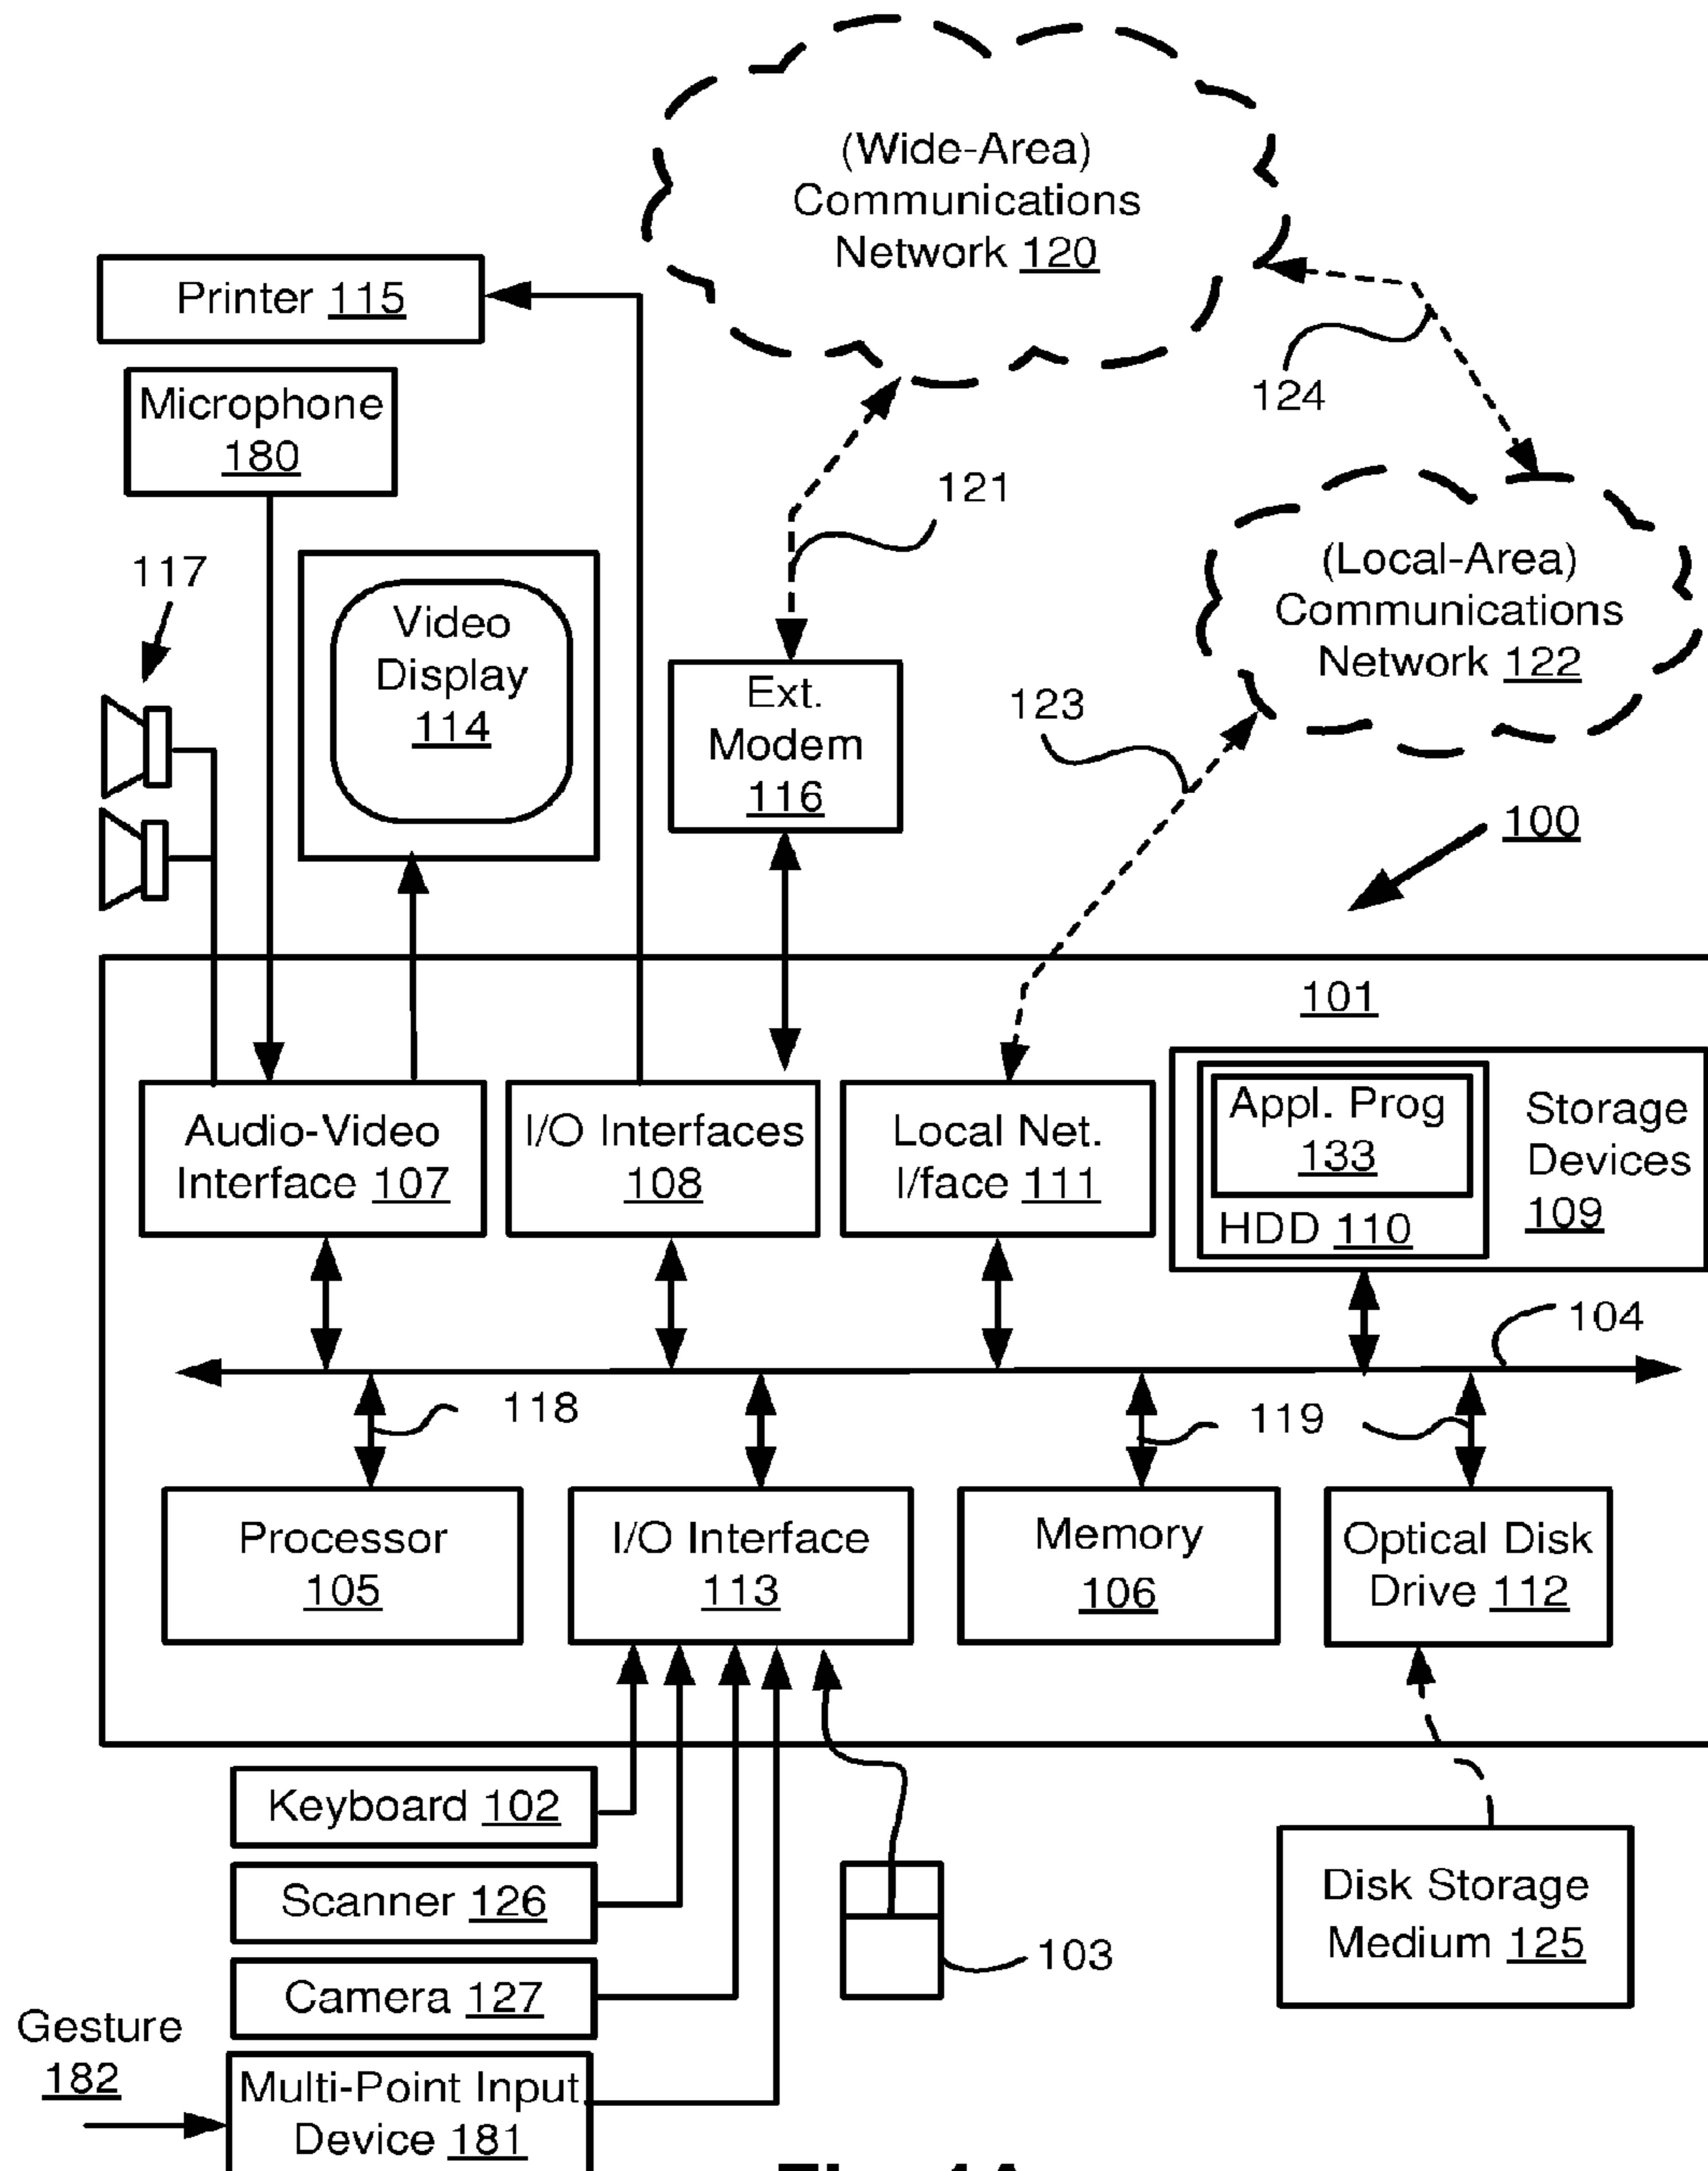 (Wide-Area)
Communications
Network 120
Printer 115
Microphone
180
124
121
117
Video
Display
114
(Local-Area)
Communications
Network 122
Ext.
Modem
116
123
100
101
Audio-Video
Interface 107
I/O Interfaces
108
Local Net.
I/face 111
Appl. Prog
133
HDD 110
Storage
Devices
109
104
118
119
Processor
105
I/O Interface
113
Memory
106
Optical Disk
Drive 112
Keyboard 102
Scanner 126
Camera 127
103
Disk Storage
Medium 125
Gesture
182
Multi-Point Input
Device 181
Fig. 1A